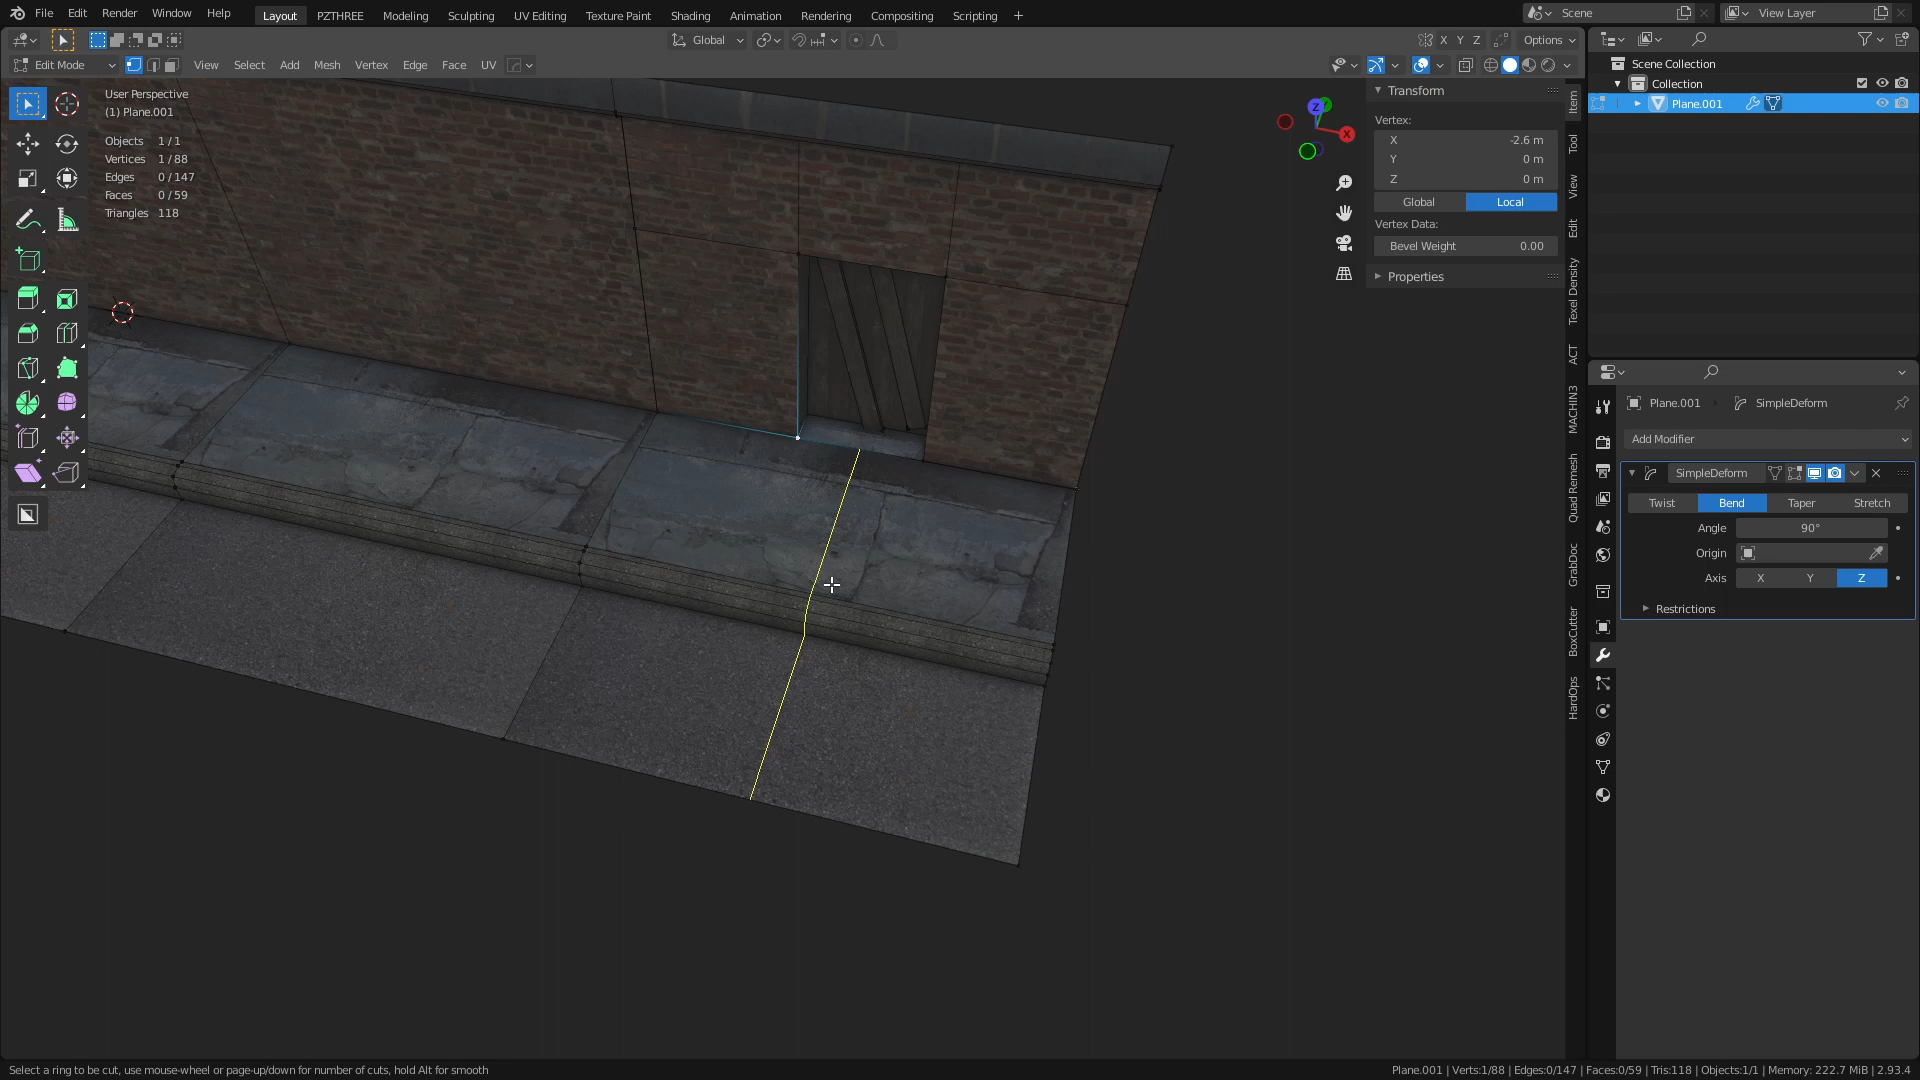 File Edit Render Window Help
Layout PZTHREE Modeling Sculpting UV Editing Texture Paint Shading Animation Rendering Compositing Scripting +
Scene
View Layer
Global
X Y Z
Options
Edit Mode
View Select Add Mesh Vertex Edge Face UV
User Perspective
(1) Plane.001
Objects 1/1
Vertices 1/88
Edges 0/147
Faces 0/59
Triangles 118
Z
X
Transform
Vertex:
X -2.6 m
Y 0 m
Z 0 m
Global Local
Vertex Data:
Bevel Weight 0.00
Properties
Item
Tool
View
Edit
Texel Density
ACT
MACHIN3
Quad Remesh
GrabDoc
BoxCutter
HardOps
Scene Collection
Collection
Plane.001
Plane.001 SimpleDeform
Add Modifier
SimpleDeform
Twist Bend Taper Stretch
Angle 90°
Origin
Axis X Y Z
Restrictions
Select a ring to be cut, use mouse-wheel or page-up/down for number of cuts, hold Alt for smooth
Plane.001 | Verts:1/88 | Edges:0/147 | Faces:0/59 | Tris:118 | Objects:1/1 | Memory: 222.7 MiB | 2.93.4